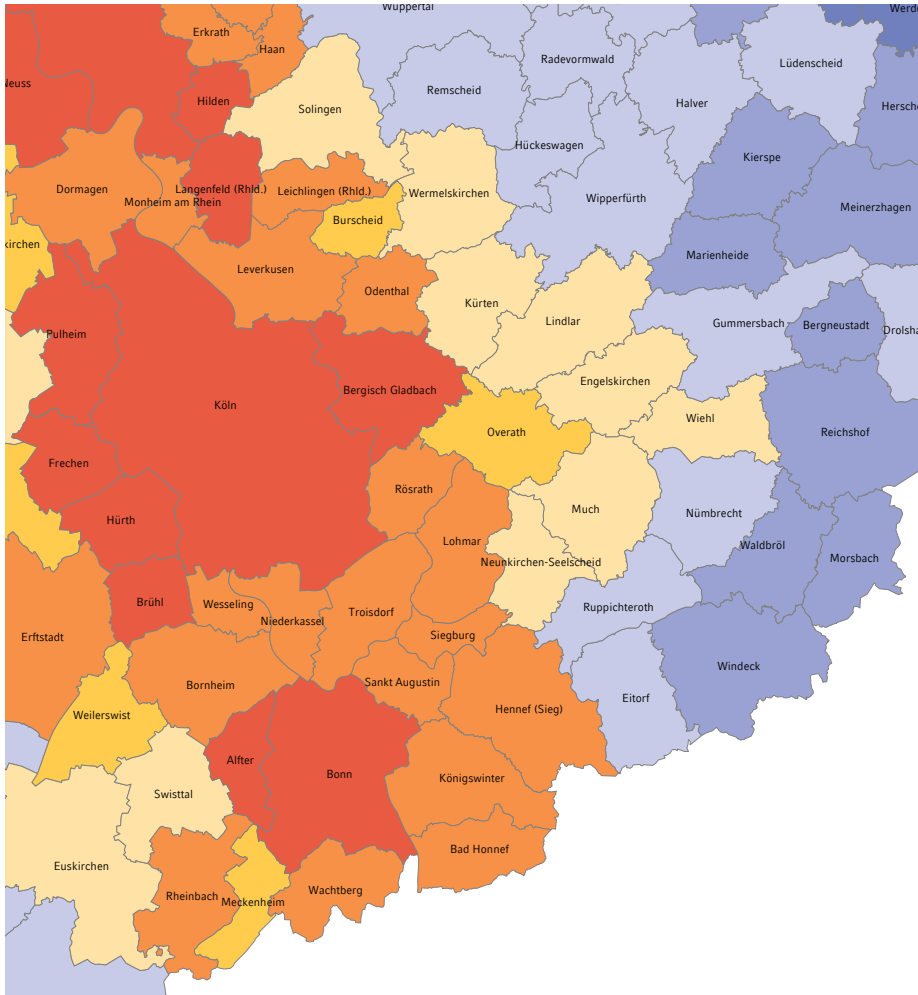 Wuppertal
Erkrath
Haan
Radevormwald
Lüdenscheid
Neuss
Remscheid
Hilden
Solingen
Halver
Hückeswagen
Kierspe
Dormagen
Langenfeld (Rhld.)
Leichlingen (Rhld.)
Wermelskirchen
Wipperfürth
Monheim am Rhein
Meinerzhagen
Burscheid
kirchen
Marienheide
Leverkusen
Odenthal
Kürten
Lindlar
Gummersbach
Bergneustadt
Pulheim
Engelskirchen
Bergisch Gladbach
Köln
Wiehl
Overath
Reichshof
Frechen
Rösrath
Much
Nümbrecht
Hürth
Lohmar
Waldbröl
Neunkirchen-Seelscheid
Morsbach
Brühl
Wesseling
Ruppichteroth
Troisdorf
Niederkassel
Erftstadt
Siegburg
Windeck
Sankt Augustin
Bornheim
Eitorf
Hennef (Sieg)
Weilerswist
Alfter
Bonn
Königswinter
Swisttal
Bad Honnef
Euskirchen
Wachtberg
Rheinbach
Meckenheim